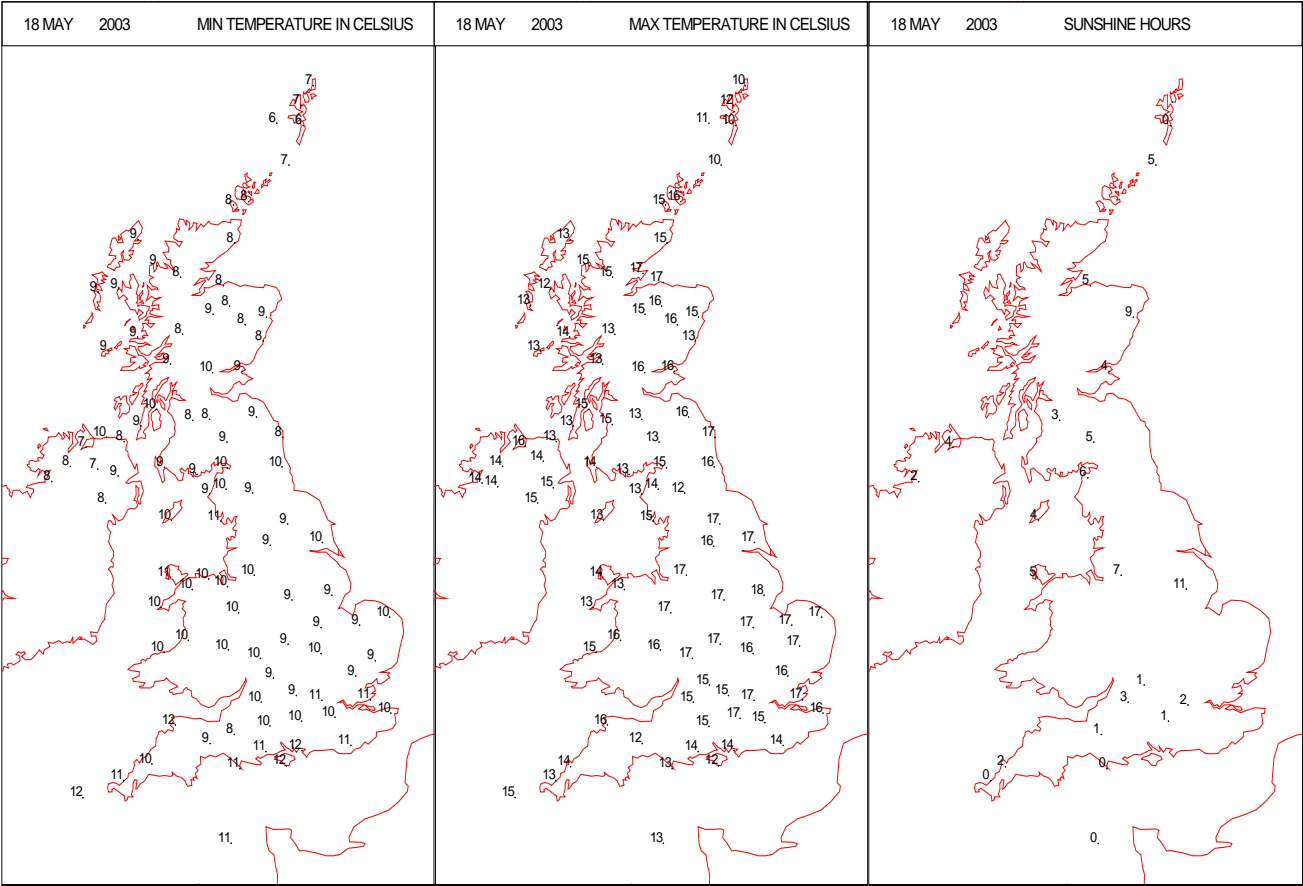 18 MAY 2003 MIN TEMPERATURE IN CELSIUS
7.
7.
6. 6.
7.
8. 8.
9. 8.
9. 8.
9. 9. 8.
9. 8. 9.
8.
9. 8. 8.
9.
9. 10. 9.
10. 8. 8. 9.
9.
7. 10. 8. 9. 8.
8. 7. 9. 9. 10. 10.
8. 9. 9.
8. 9. 10. 9.
10. 11. 9.
9. 10.
11. 10. 10. 10. 10.
10. 10. 9. 9.
10. 9. 9. 10.
10. 10. 10. 10. 9. 10. 9.
9. 9.
10. 9. 11. 11.
12. 10. 10. 10. 10.
9. 8. 11. 12. 11.
10. 11. 12.
11.
12.
11.
18 MAY 2003 MAX TEMPERATURE IN CELSIUS
10.
12.
11. 10.
10.
15. 16.
13. 15.
15. 15. 17. 17.
12.
13. 15. 16. 15.
16.
14. 13. 13.
13.
13. 16. 16.
15. 13. 15. 13. 16.
16. 13. 13. 17.
14. 14. 14. 13. 15. 17.
14. 14. 15. 13. 14. 12.
15.
13. 15. 17.
16. 17.
14. 13. 17.
13. 17. 17. 18.
17. 17. 17.
15. 16. 16. 17. 17. 16. 17.
16.
15. 15. 15. 17. 17.
16. 15. 17. 15. 16.
12. 14. 14. 14.
14. 13. 12.
13.
15.
13.
18 MAY 2003 SUNSHINE HOURS
0.
5.
5.
9.
4.
3.
4. 5.
2. 6.
4.
5. 7.
11.
1.
3. 2.
1.
1.
2. 0.
0.
0.